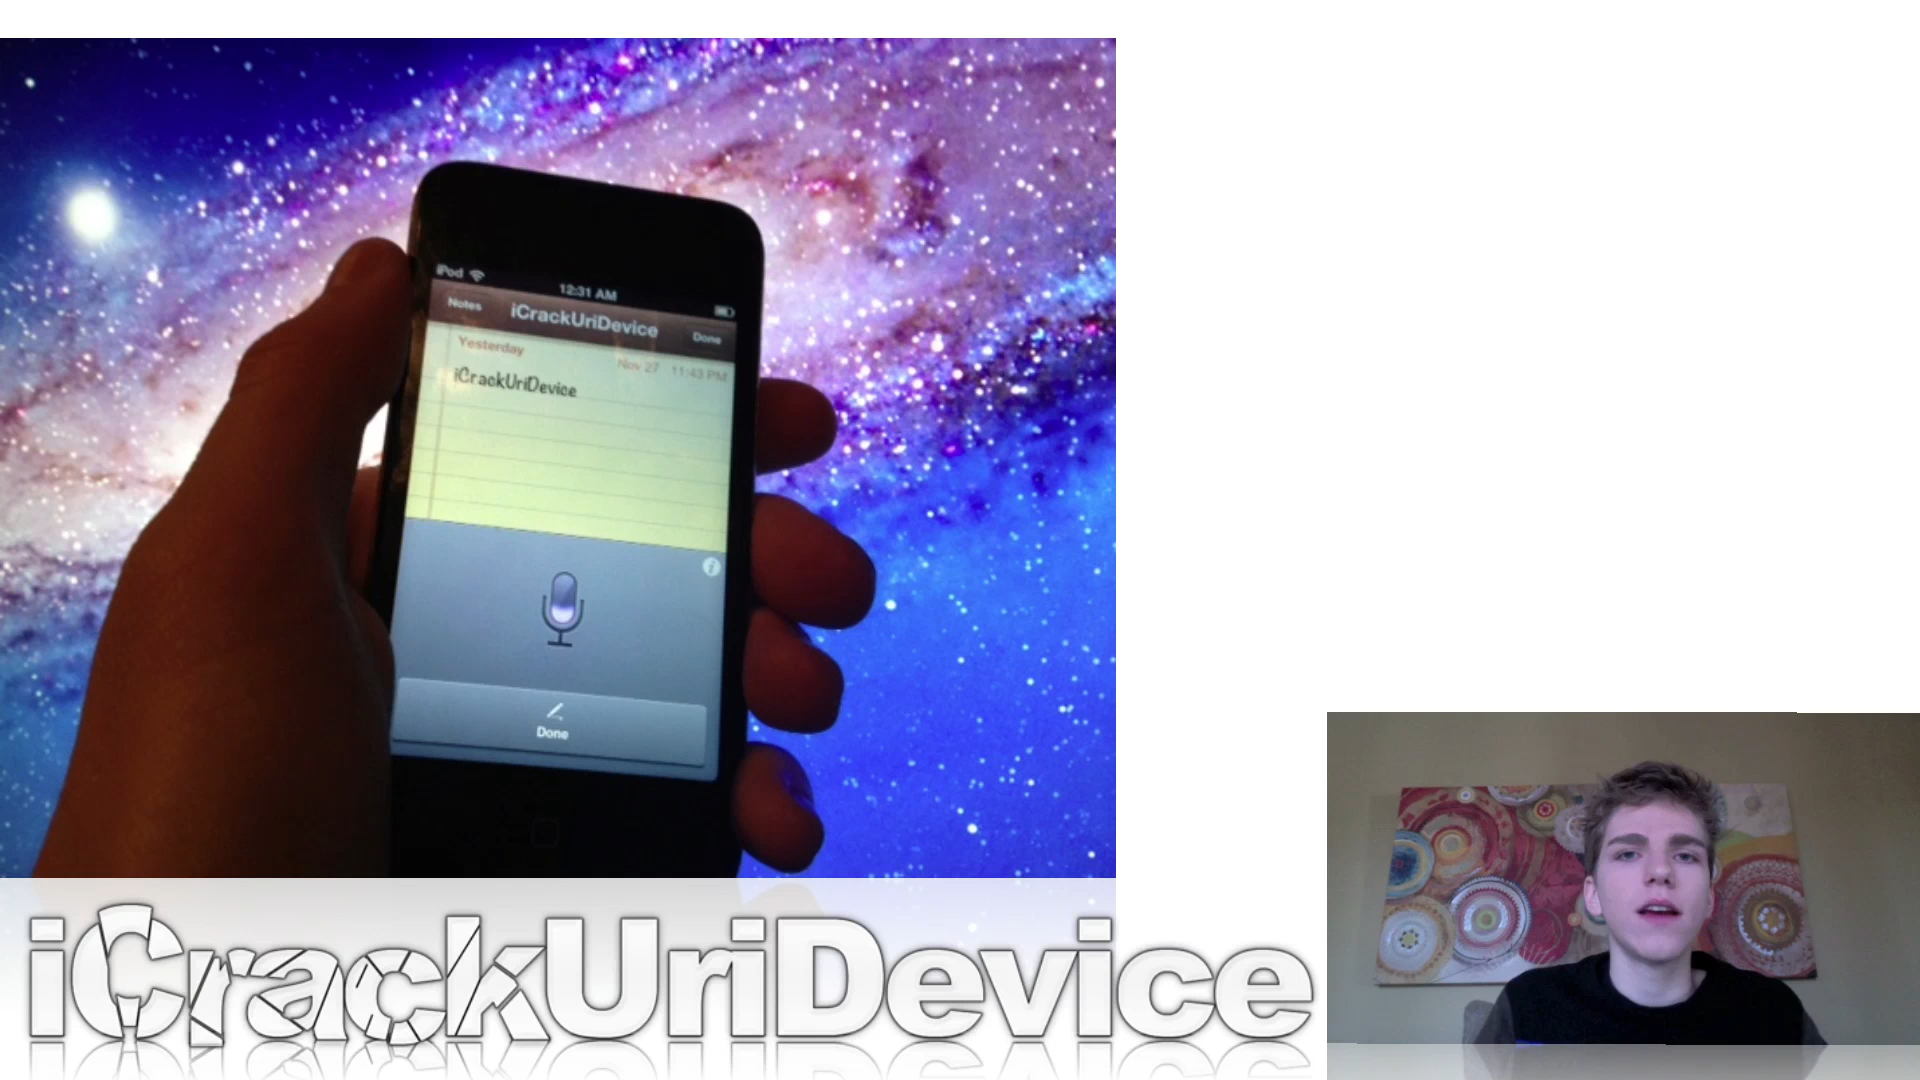 iPod
12:31 AM
Notes
iCrackUriDevice
Done
Yesterday
Nov 27 11:43 PM
iCrackUriDevice
Done
iCrackUriDevice